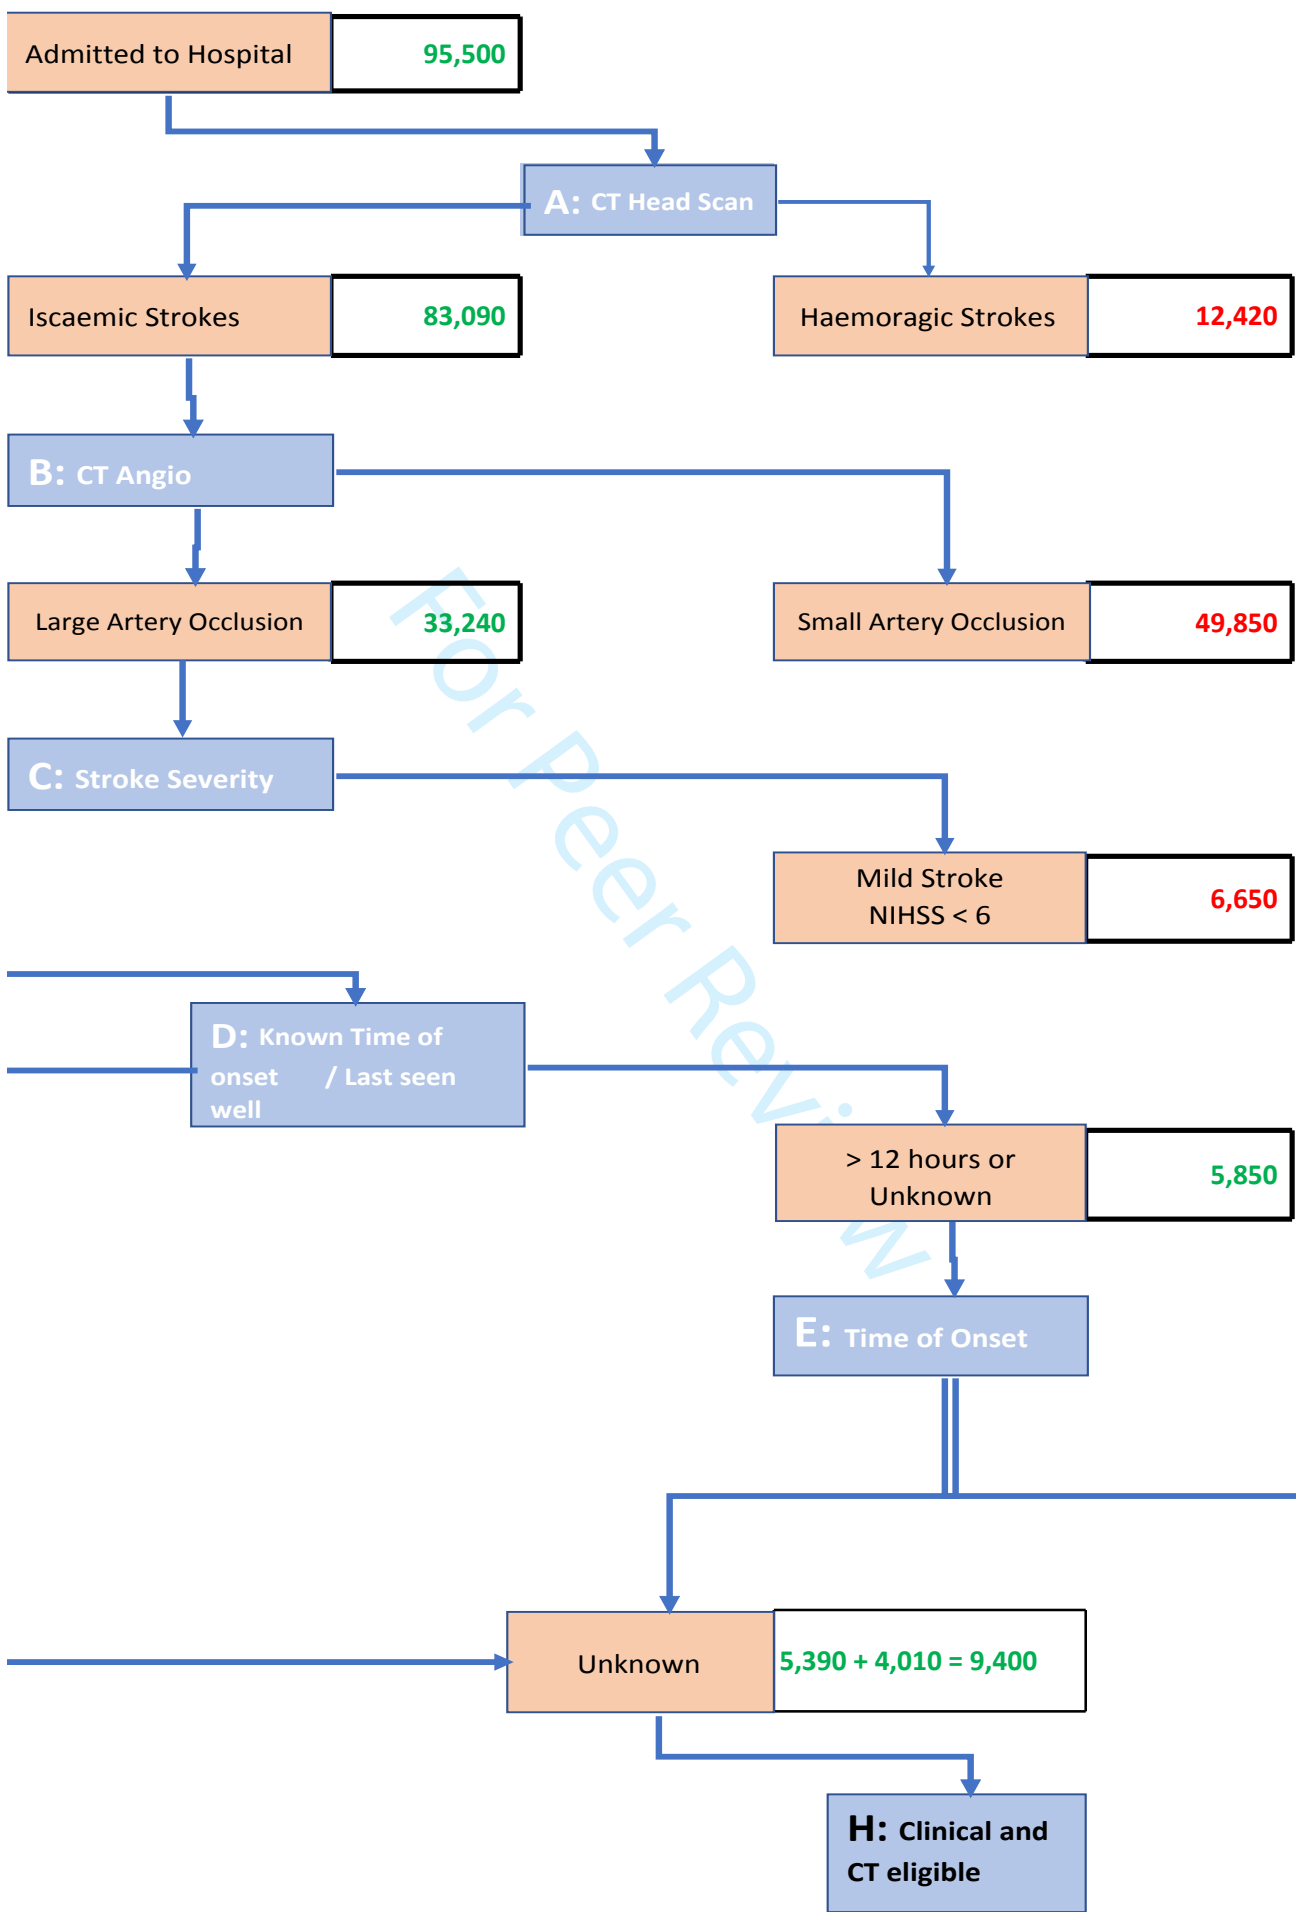 Admitted to Hospital 95,500
A: CT Head Scan
Iscaemic Strokes 83,090 Haemoragic Strokes 12,420
B: CT Angio
Large Artery Occlusion 33,240 Small Artery Occlusion 49,850
C: Stroke Severity
Mild Stroke
NIHSS < 6
6,650
D: Known Time of
onset / Last seen
well
> 12 hours or
Unknown
5,850
E: Time of Onset
Unknown 5,390 + 4,010 = 9,400
H: Clinical and
CT eligible
For Peer Review